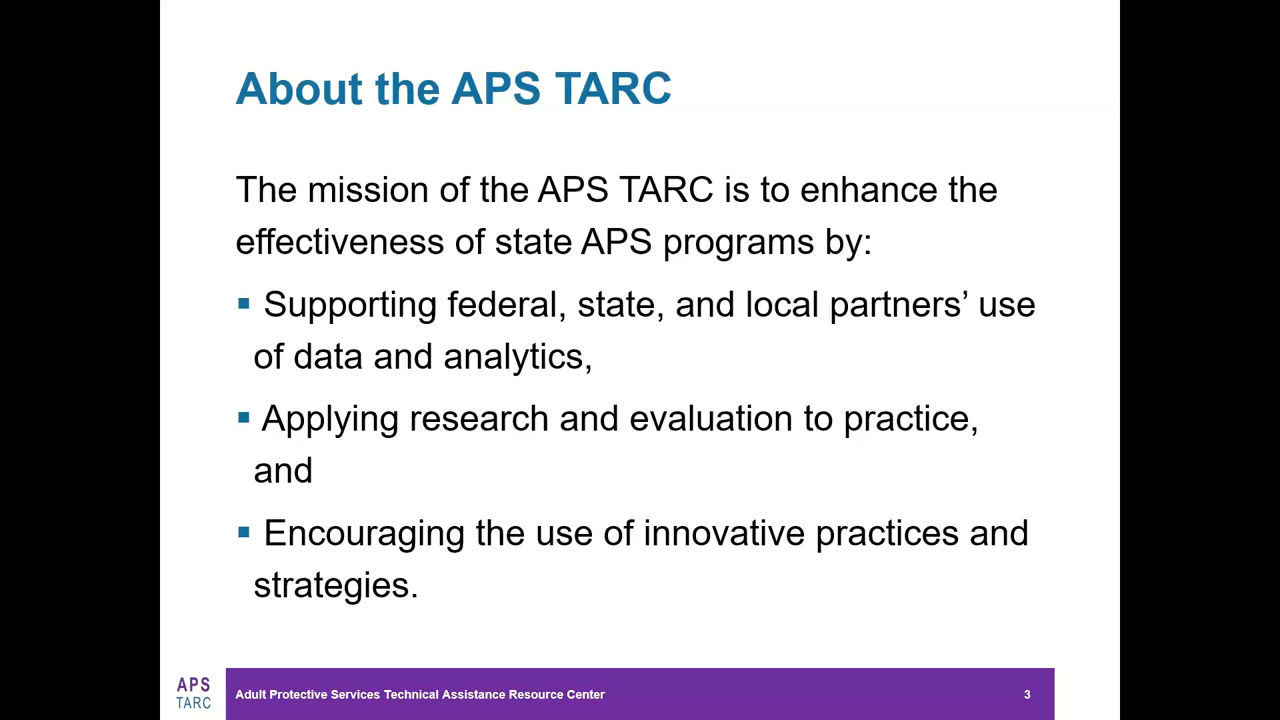 About the APS TARC
The mission of the APS TARC is to enhance the
effectiveness of state APS programs by:
▪ Supporting federal, state, and local partners’ use
of data and analytics,
▪ Applying research and evaluation to practice,
and
▪ Encouraging the use of innovative practices and
strategies.
APS
TARC
Adult Protective Services Technical Assistance Resource Center
3